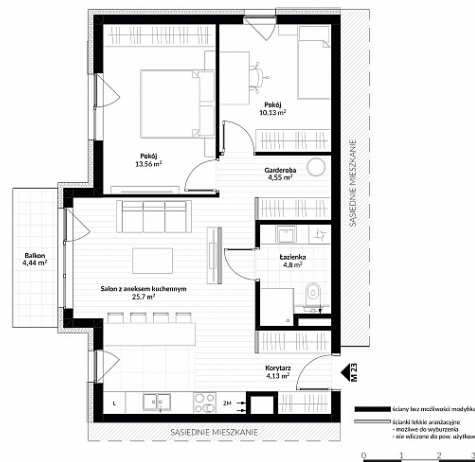 Pokój
10,13 m²
Pokój
13.56 m²
Garderoba
4,55 m²
SĄSIEDNIE MIESZKANIE
Balkon
4,44 m²
Łazienka
4,8 m²
Salon z aneksem kuchennym
25,7 m²
Korytarz
4,13 m²
M 23
L
ZM
SĄSIEDNIE MIESZKANIE
ściany bez możliwości modyfika
ścianki lekkie aranżacyjne
- możliwe do wyburzenia
- nie wliczone do pow. użytkow
0 1 2